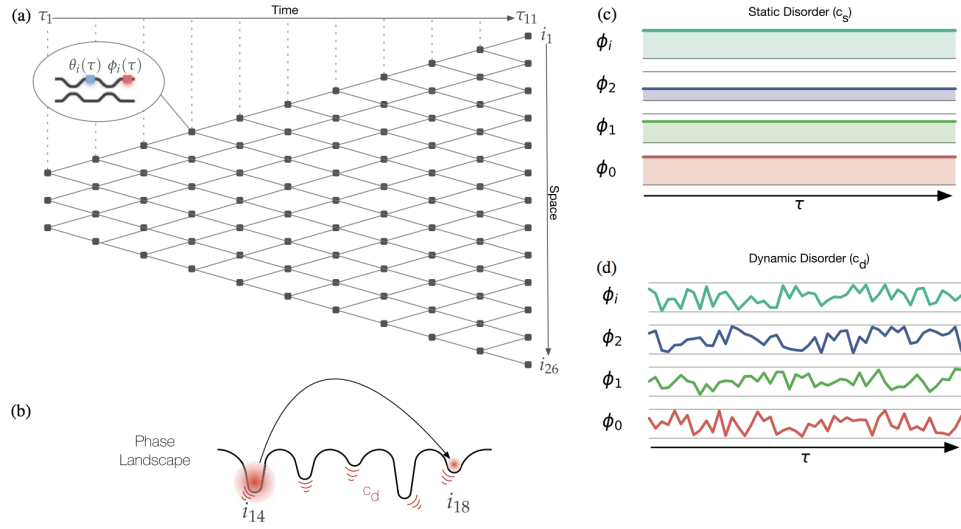 (a)
τ1
Time
τ11
i1
θi(τ) ϕi(τ)
Space
i26
(b)
Phase
Landscape
i14
cd
i18
(c)
Static Disorder (cs)
ϕi
ϕ2
ϕ1
ϕ0
τ
(d)
Dynamic Disorder (cd)
ϕi
ϕ2
ϕ1
ϕ0
τ